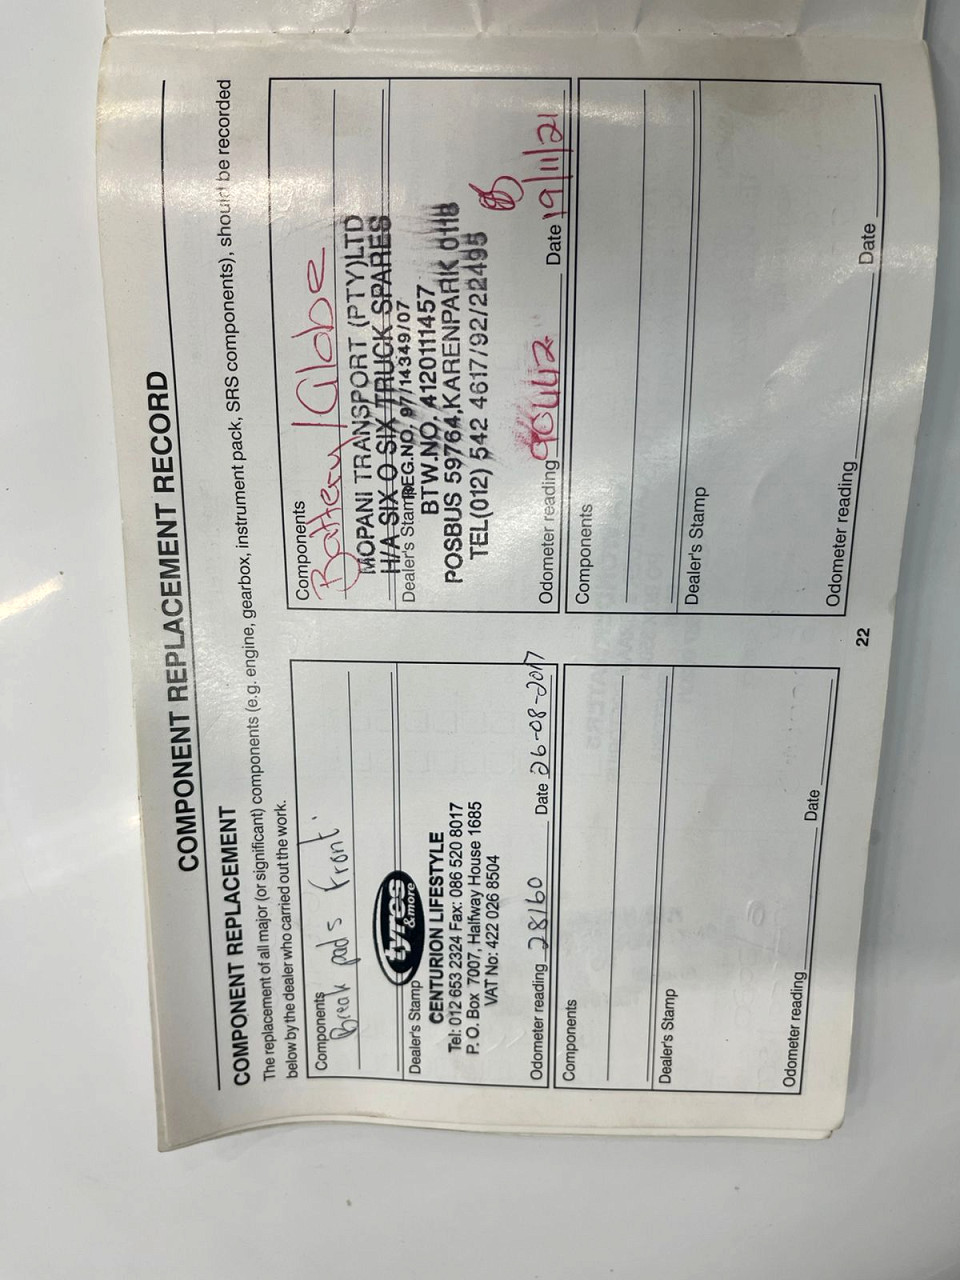 COMPONENT REPLACEMENT RECORD
COMPONENT REPLACEMENT
The replacement of all major (or significant) components (e.g. engine, gearbox, instrument pack, SRS components), should be recorded
below by the dealer who carried out the work.
Components
Break pads front.
Dealer's Stamp
tyres
& more
CENTURION LIFESTYLE
Tel: 012 653 2324 Fax: 086 520 8017
P. O. Box 7007, Halfway House 1685
VAT No: 422 026 8504
Odometer reading 28160 Date 26-08-2017
Components
Battery / Globe
MOPANI TRANSPORT (PTY)LTD
H/A SIX O SIX TRUCK SPARES
Dealer's Stamp
REG.NO. 97/14349/07
BTW.NO. 4120111457
POSBUS 59764,KARENPARK 0118
TEL(012) 542 4617/92/22495
Odometer reading 90442 Date 19/11/21
Components
Dealer's Stamp
Odometer reading Date
Components
Dealer's Stamp
Odometer reading Date
22